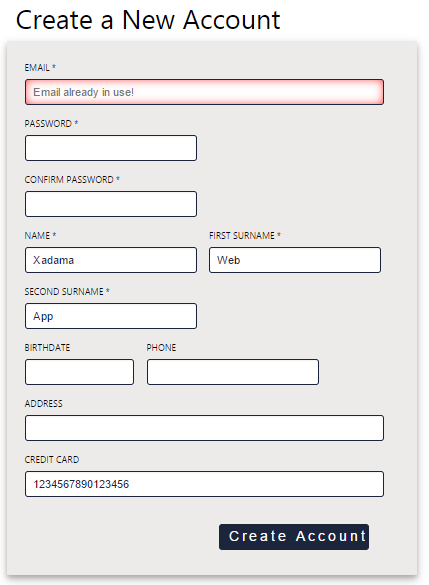 Create a New Account
EMAIL *
Email already in use!
PASSWORD *
CONFIRM PASSWORD *
NAME * FIRST SURNAME *
Xadama Web
SECOND SURNAME *
App
BIRTHDATE PHONE
ADDRESS
CREDIT CARD
1234567890123456
Create Account